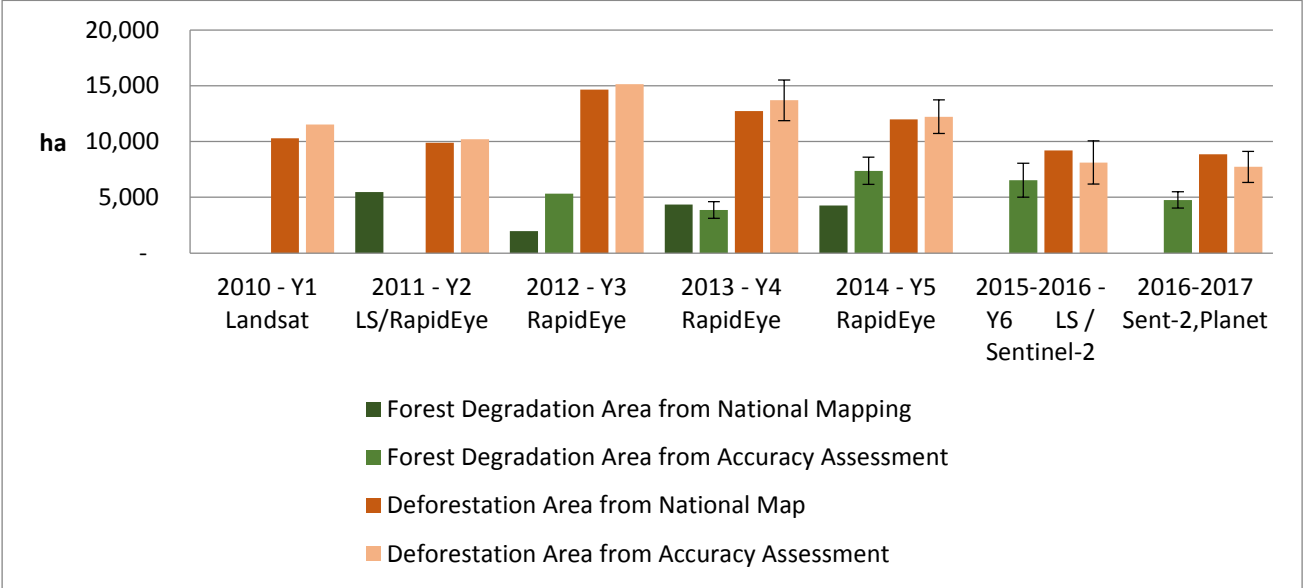 20,000
15,000
ha
10,000
5,000
-
2010 - Y1
Landsat
2011 - Y2
LS/RapidEye
2012 - Y3
RapidEye
2013 - Y4
RapidEye
2014 - Y5
RapidEye
2015-2016 -
Y6 LS /
Sentinel-2
2016-2017
Sent-2,Planet
Forest Degradation Area from National Mapping
Forest Degradation Area from Accuracy Assessment
Deforestation Area from National Map
Deforestation Area from Accuracy Assessment